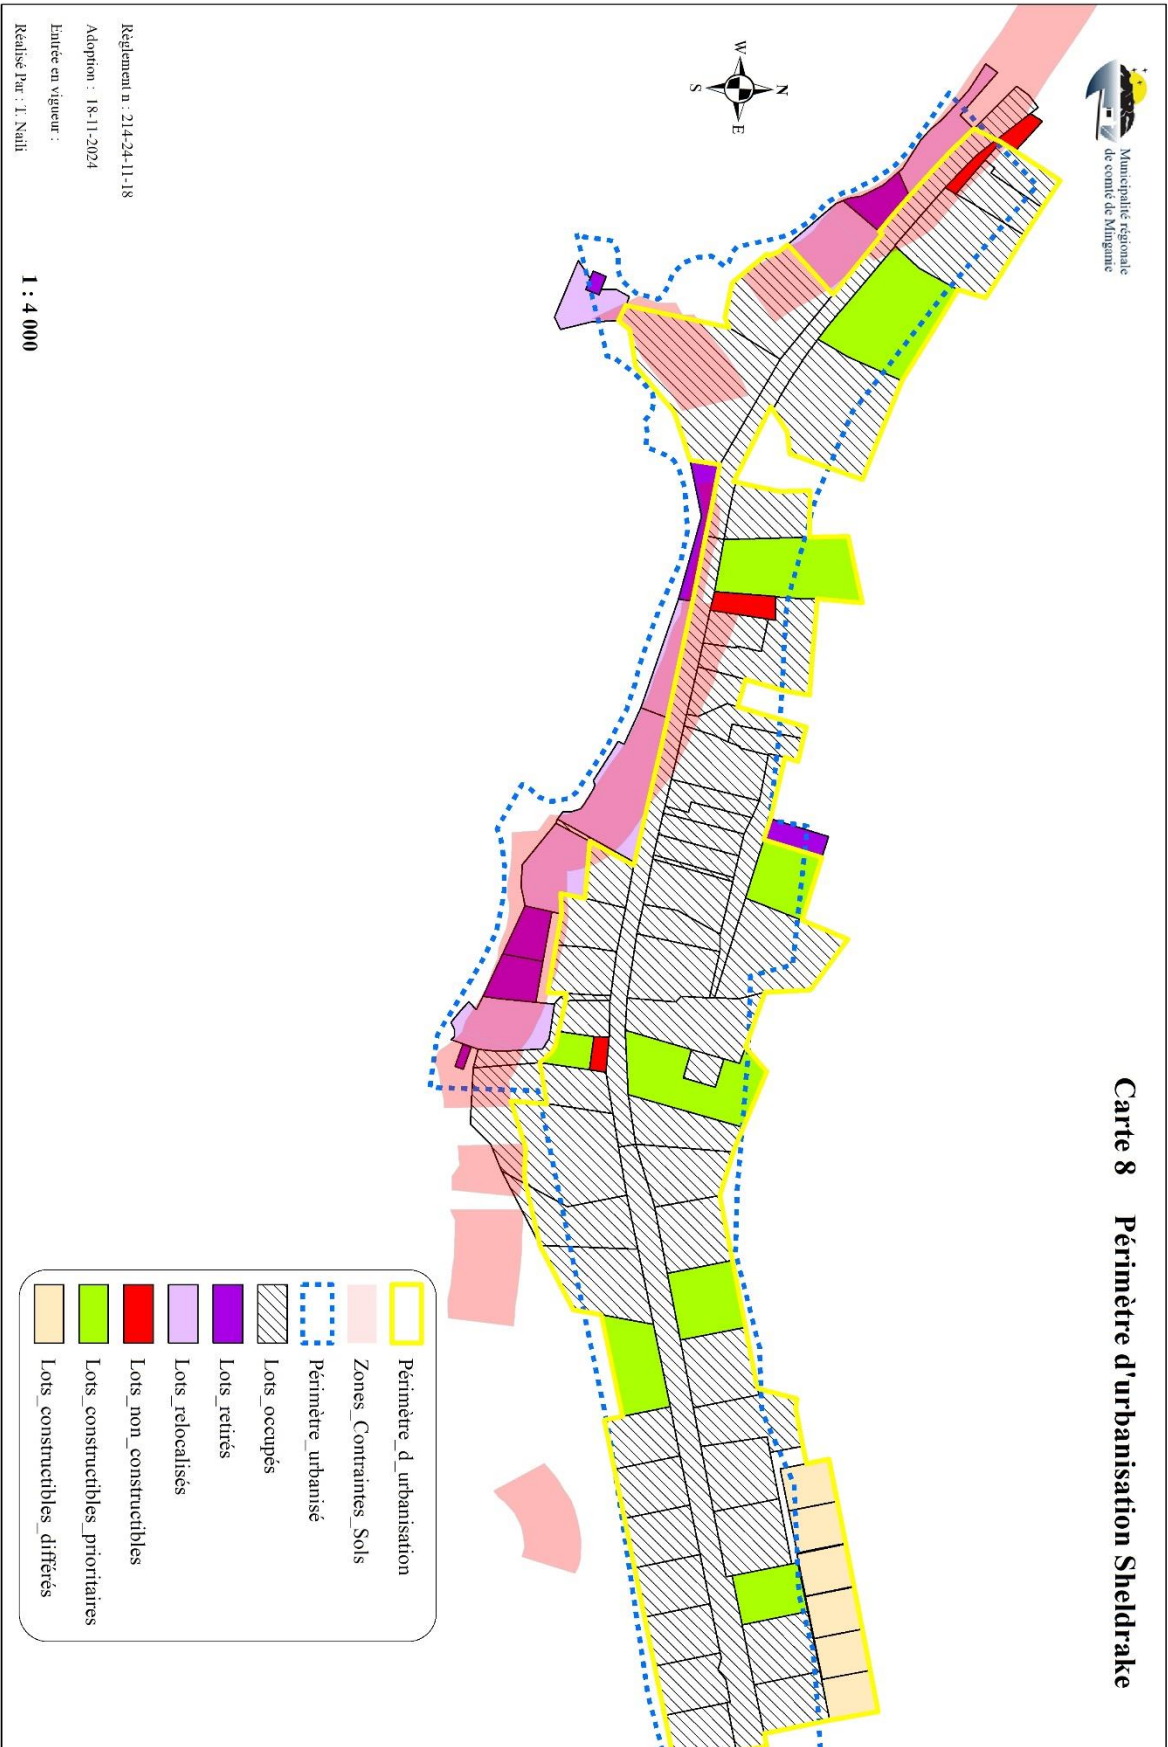 Carte 8 Périmètre d'urbanisation Sheldrake
Municipalité régionale
de comté de Minganie
N
W
E
S
Périmètre_d_urbanisation
Zones_Contraintes_Sols
Périmètre_urbanisé
Lots_occupés
Lots_retirés
Lots_relocalisés
Lots_non_constructibles
Lots_constructibles_prioritaires
Lots_constructibles_différés
Règlement n : 214-24-11-18
Adoption : 18-11-2024
Entrée en vigueur :
Réalisé Par : T. Naili
1 : 4 000